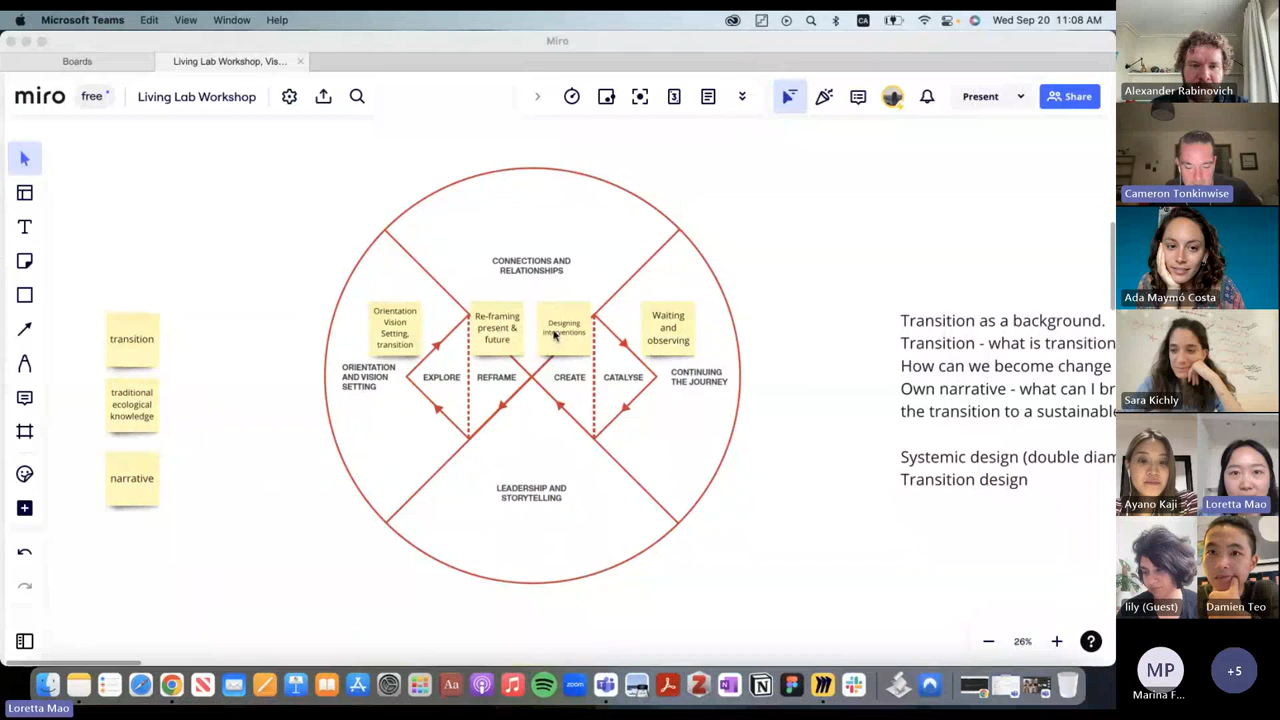 Microsoft Teams Edit View Window Help
CA
Wed Sep 20 11:08 AM
Miro
Boards
Living Lab Workshop, Vis...
miro free Living Lab Workshop
3
Present
Share
CONNECTIONS AND
RELATIONSHIPS
Orientation
Vision
Setting,
transition
Re-framing
present &
future
Designing
interventions
Waiting
and
observing
ORIENTATION
AND VISION
SETTING
EXPLORE
REFRAME
CREATE
CATALYSE
CONTINUING
THE JOURNEY
LEADERSHIP AND
STORYTELLING
transition
traditional
ecological
knowledge
narrative
Transition as a background.
Transition - what is transition
How can we become change
Own narrative - what can I br
the transition to a sustainable
Systemic design (double diam
Transition design
T
26%
?
Aa
zoom
Loretta Mao
Alexander Rabinovich
Cameron Tonkinwise
Ada Maymó Costa
Sara Kichly
Ayano Kaji
Loretta Mao
lily (Guest)
Damien Teo
MP
Marina F...
+5